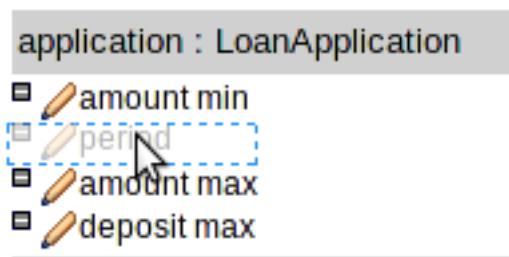 application : LoanApplication
amount min
period
amount max
deposit max